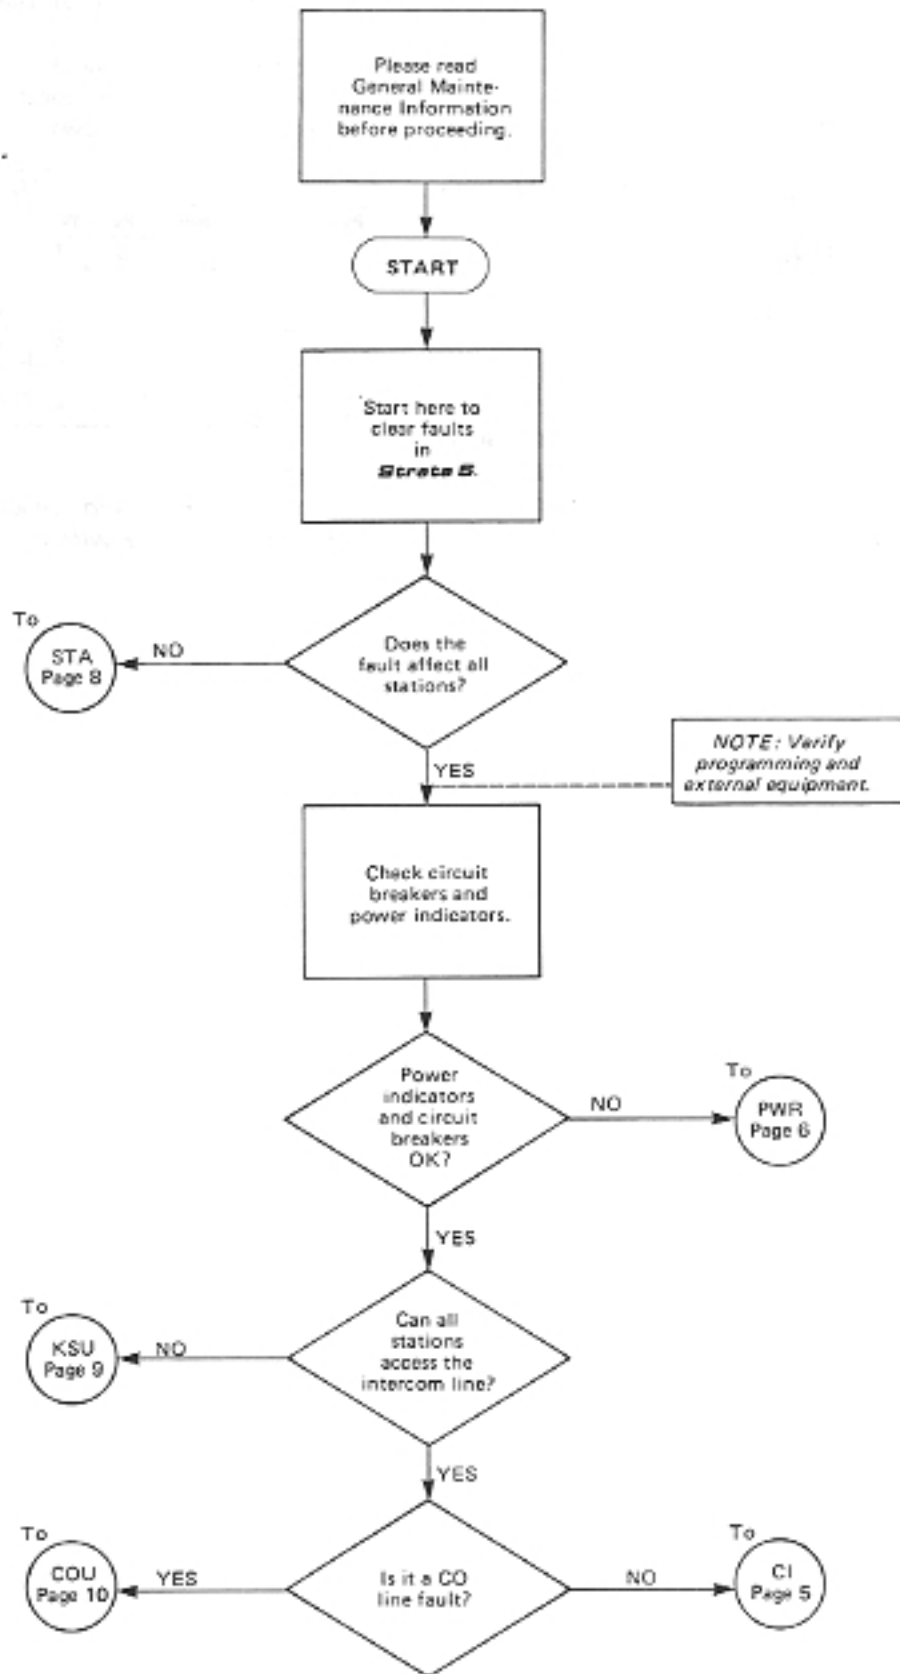 Please read
General Mainte-
nance Information
before proceeding.
START
Start here to
clear faults
in
Strata S.
Does the
fault affect all
stations?
NO
To
STA
Page 8
YES
NOTE: Verify
programming and
external equipment.
Check circuit
breakers and
power indicators.
Power
indicators
and circuit
breakers
OK?
NO
To
PWR
Page 6
YES
Can all
stations
access the
intercom line?
NO
To
KSU
Page 9
YES
Is it a CO
line fault?
YES
To
COU
Page 10
NO
To
CI
Page 5